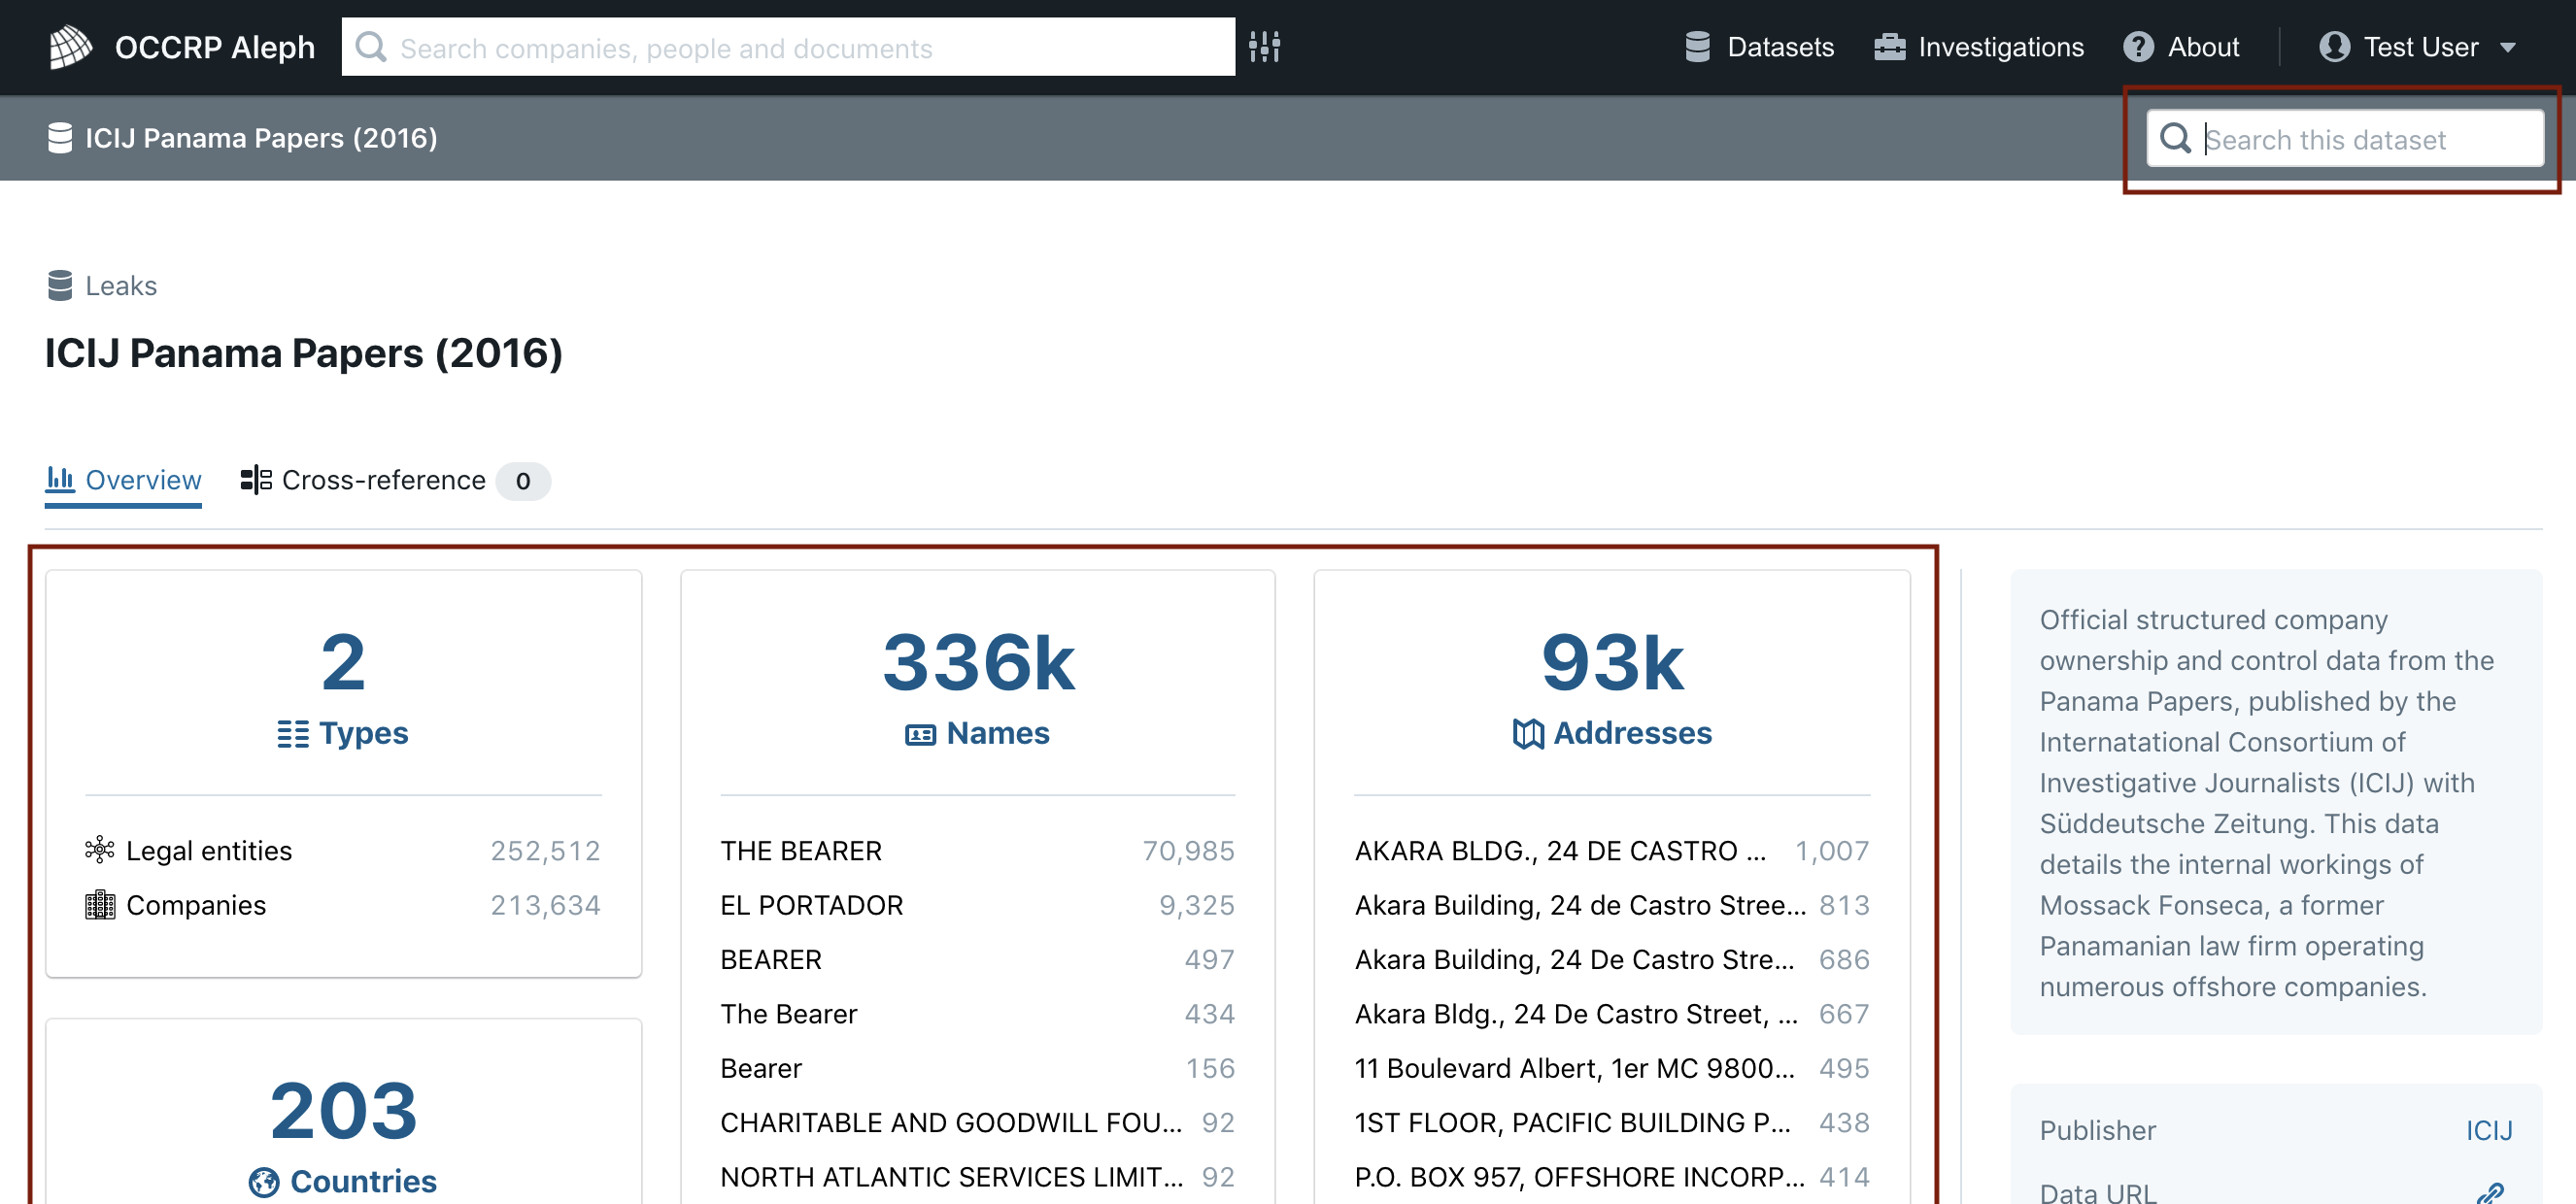 OCCRP Aleph
Search companies, people and documents
Datasets
Investigations
About
Test User
ICIJ Panama Papers (2016)
Search this dataset
Leaks
ICIJ Panama Papers (2016)
Overview
Cross-reference 0
2
Types
Legal entities 252,512
Companies 213,634
203
Countries
336k
Names
THE BEARER 70,985
EL PORTADOR 9,325
BEARER 497
The Bearer 434
Bearer 156
CHARITABLE AND GOODWILL FOU... 92
NORTH ATLANTIC SERVICES LIMIT... 92
93k
Addresses
AKARA BLDG., 24 DE CASTRO ... 1,007
Akara Building, 24 de Castro Stree... 813
Akara Building, 24 De Castro Stre... 686
Akara Bldg., 24 De Castro Street, ... 667
11 Boulevard Albert, 1er MC 9800... 495
1ST FLOOR, PACIFIC BUILDING P... 438
P.O. BOX 957, OFFSHORE INCORP... 414
Official structured company
ownership and control data from the
Panama Papers, published by the
Internatational Consortium of
Investigative Journalists (ICIJ) with
Süddeutsche Zeitung. This data
details the internal workings of
Mossack Fonseca, a former
Panamanian law firm operating
numerous offshore companies.
Publisher ICIJ
Data URL